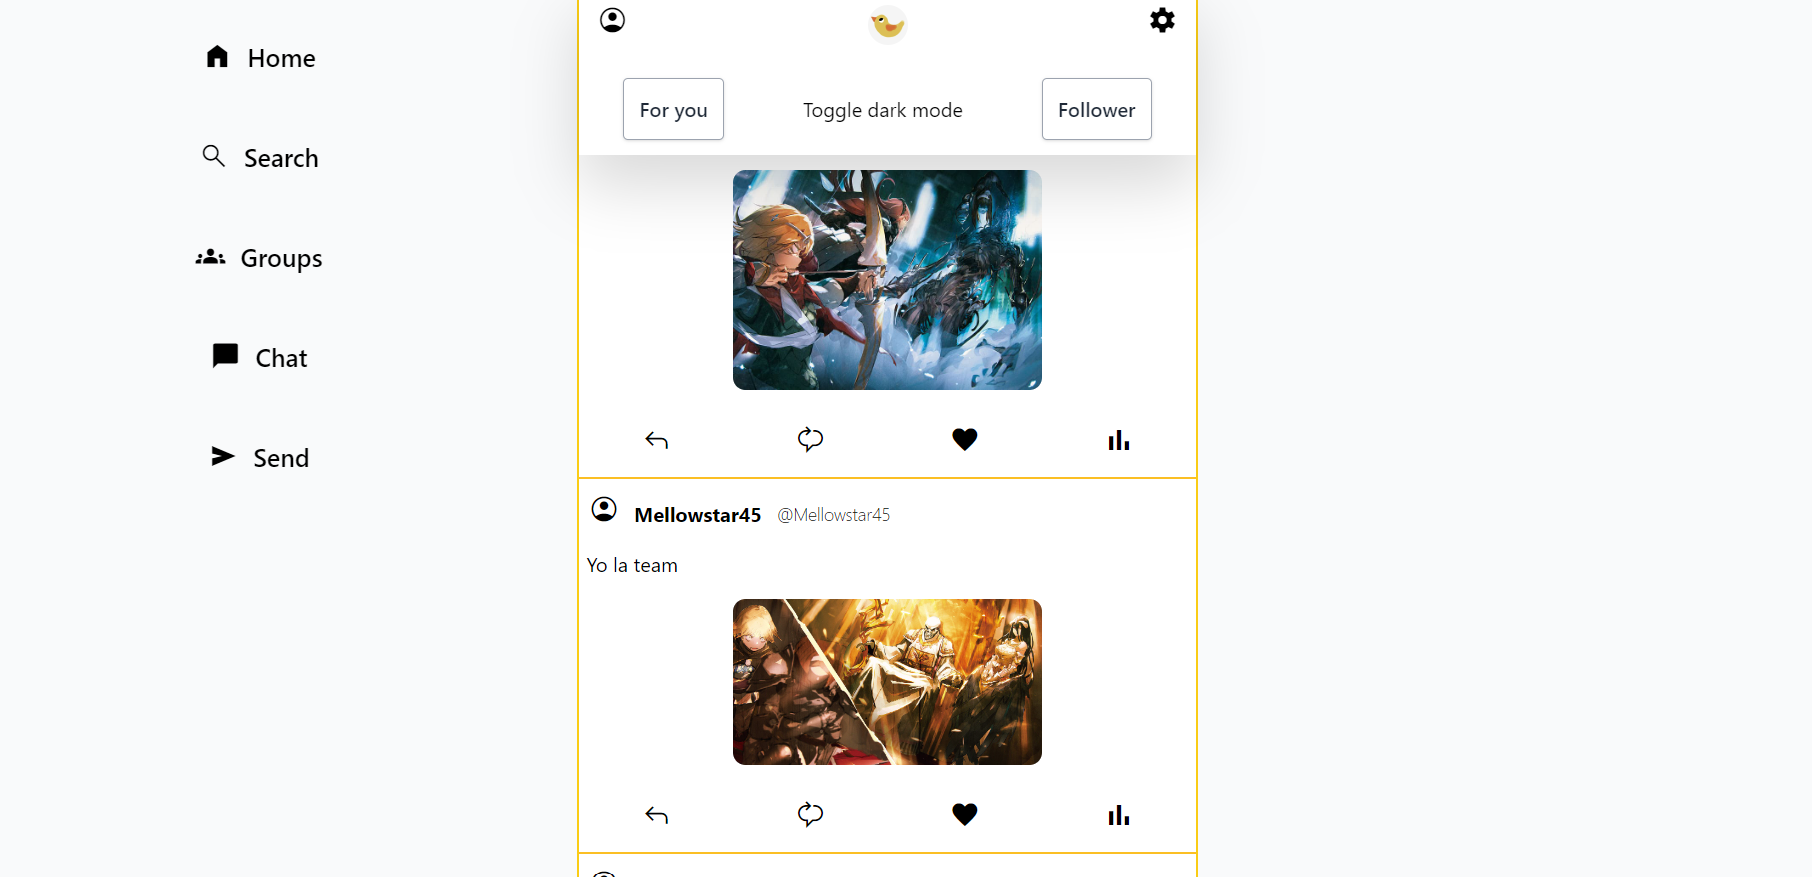 Home
Search
Groups
Chat
Send
For you
Toggle dark mode
Follower
Mellowstar45 @Mellowstar45
Yo la team